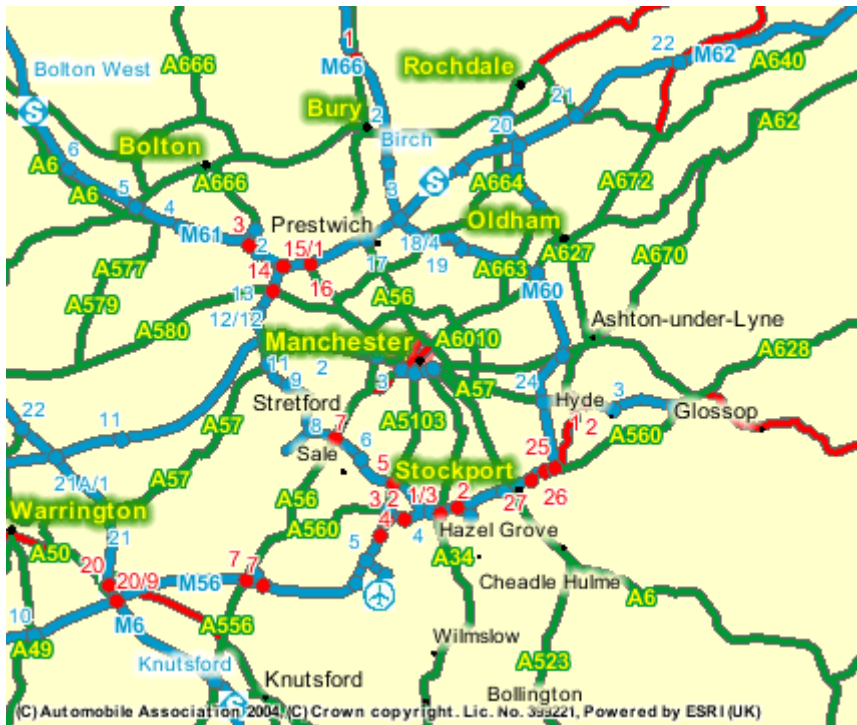 1
22
M62
Rochdale
A666
M66
A640
Bolton West
Bury
2
21
Birch
20
A62
Bolton
6
A6
A6
A666
3
A664
A672
5
4
Oldham
M61
3
2
Prestwich
15/1
18/4
17
19
A627
A670
A577
14
16
A663
M60
A579
13
A56
12/12
A580
A6010
Ashton-under-Lyne
Manchester
A628
11
2
9
3
A57
24
Hyde
3
Glossop
Stretford
22
11
A57
A5103
7
8
6
1
2
A560
Sale
25
21A/1
A57
5
Stockport
26
27
A56
3
2
1/3
2
Warrington
A560
4
4
Hazel Grove
21
5
A50
7
7
A34
20
20/9
M56
Cheadle Hulme
A6
10
M6
A556
Wilmslow
A49
Knutsford
A523
Knutsford
Bollington
(C) Automobile Association 2004, (C) Crown copyright. Lic. No. 399221, Powered by ESRI (UK)